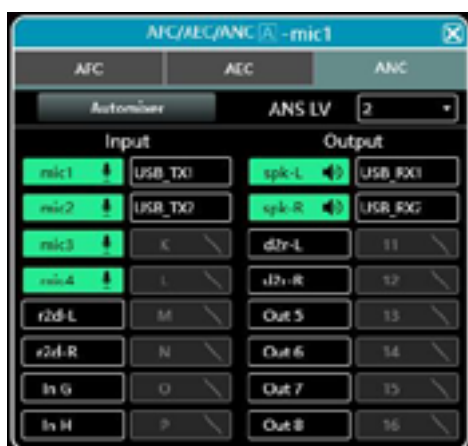 AFC/AEC/ANC A - mic1
AFC AEC ANC
Automixer ANS LV 2
Input Output
mic1 USB_TX1 spk-L USB_RX1
mic2 USB_TX2 spk-R USB_RX2
mic3 K d2r-L 11
mic4 L d2r-R 12
r2d-L M Out 5 13
r2d-R N Out 6 14
In G O Out 7 15
In H P Out 8 16